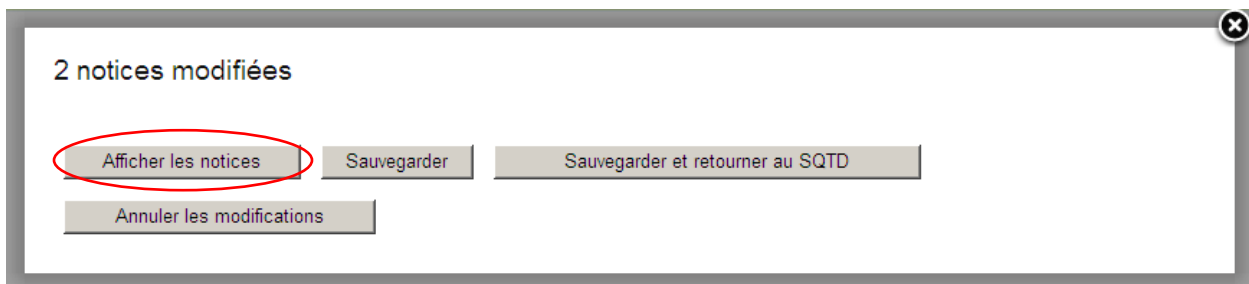 2 notices modifiées
Afficher les notices Sauvegarder Sauvegarder et retourner au SQTD
Annuler les modifications